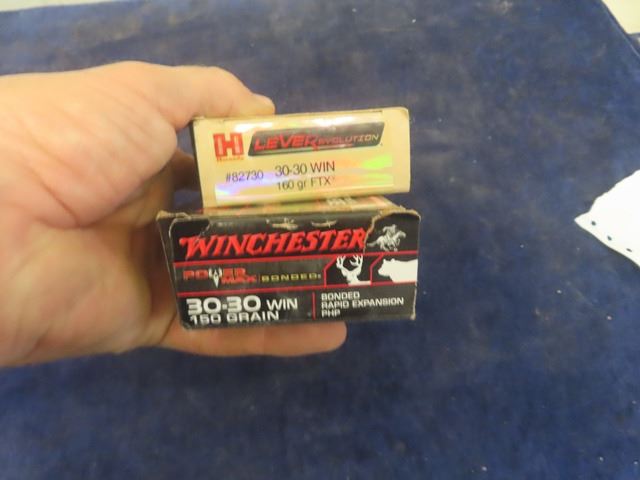 H LEVEREVOLUTION
Hornady
#82730 30-30 WIN
160 gr FTX
WINCHESTER
POWER MAX BONDED
30-30 WIN
150 GRAIN
BONDED
RAPID EXPANSION
PHP